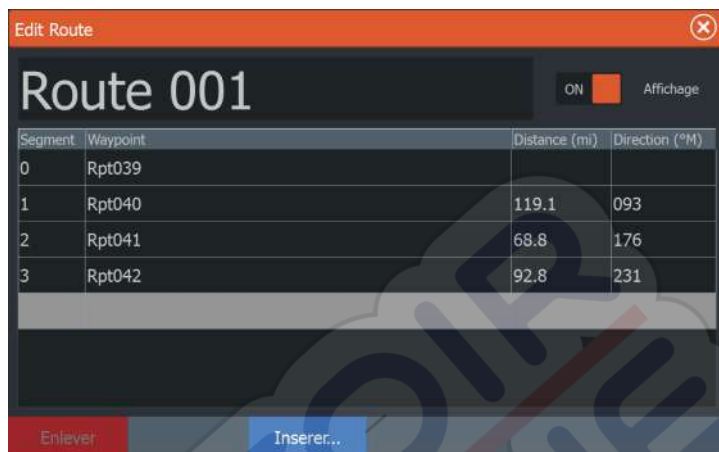 Edit Route
Route 001
ON Affichage
Segment Waypoint Distance (mi) Direction (°M)
0 Rpt039
1 Rpt040 119.1 093
2 Rpt041 68.8 176
3 Rpt042 92.8 231
Enlever Inserer...